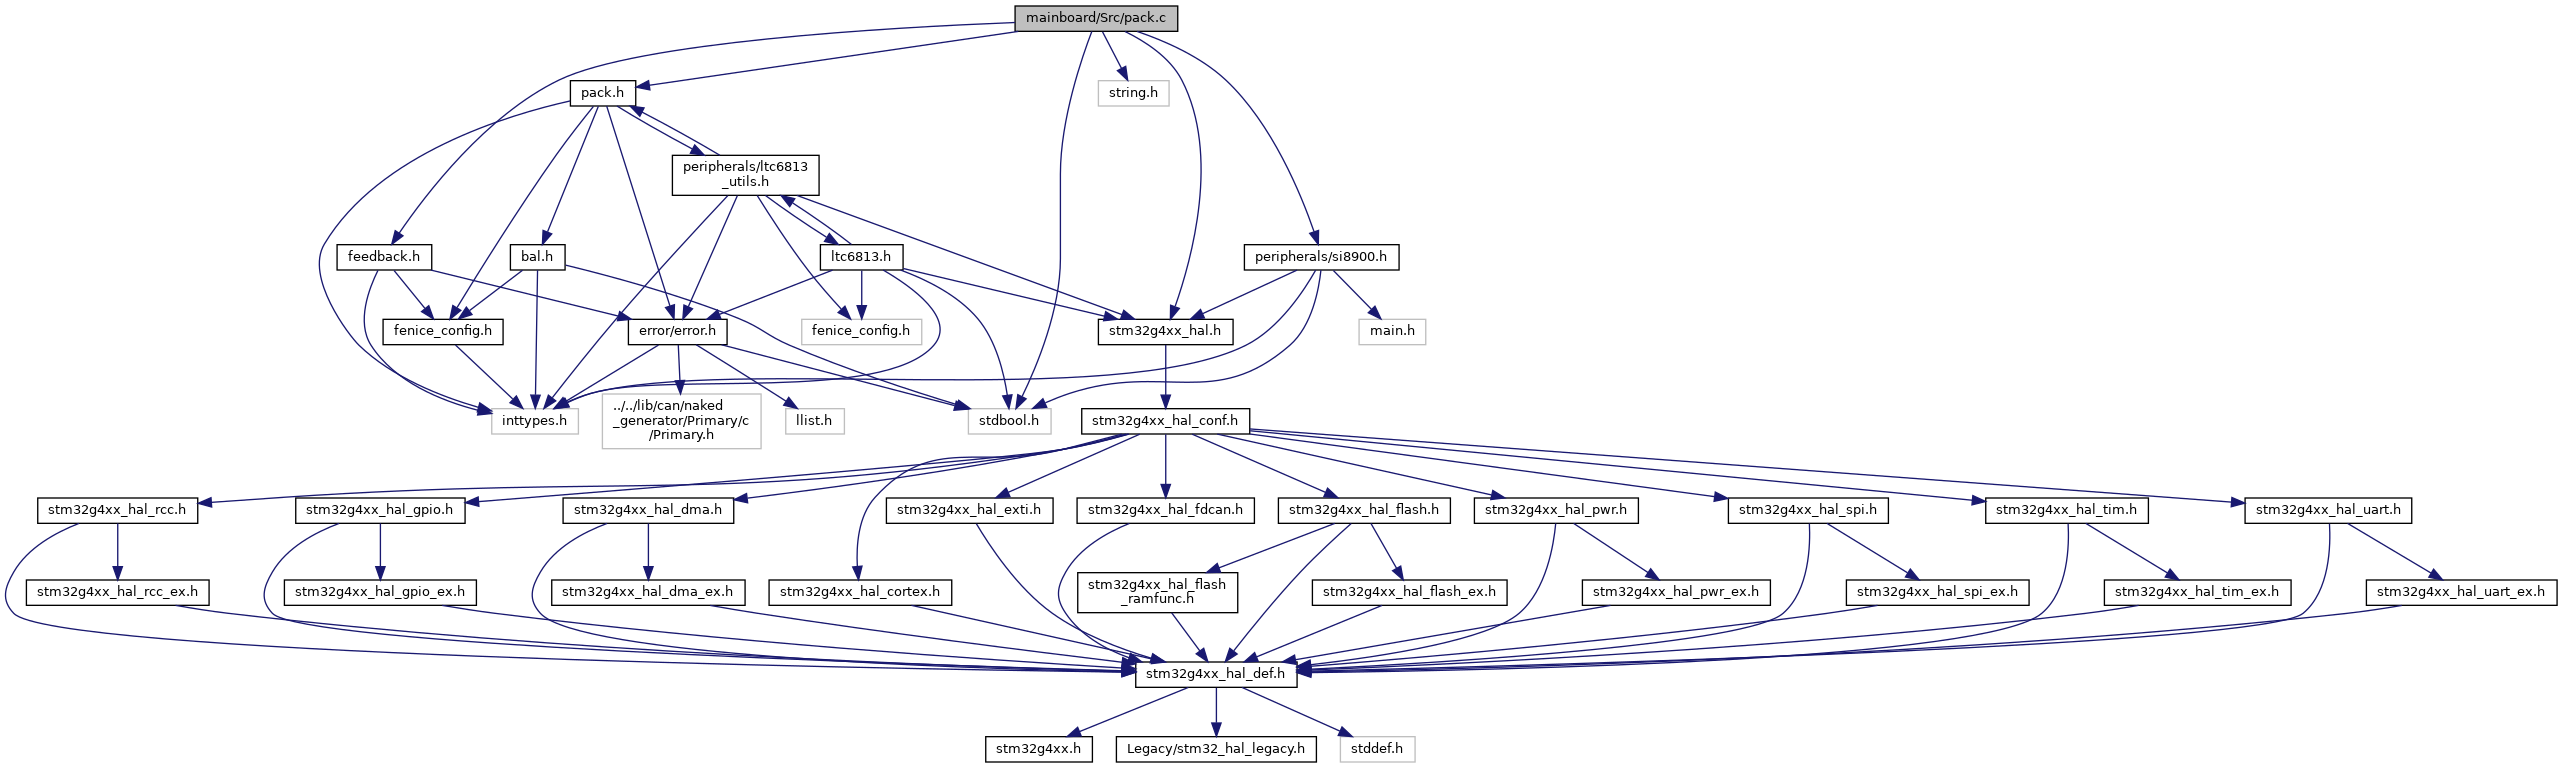 mainboard/Src/pack.c
pack.h
string.h
peripherals/ltc6813
_utils.h
feedback.h
bal.h
ltc6813.h
peripherals/si8900.h
fenice_config.h
error/error.h
fenice_config.h
stm32g4xx_hal.h
main.h
inttypes.h
../../lib/can/naked
_generator/Primary/c
/Primary.h
llist.h
stdbool.h
stm32g4xx_hal_conf.h
stm32g4xx_hal_rcc.h
stm32g4xx_hal_gpio.h
stm32g4xx_hal_dma.h
stm32g4xx_hal_exti.h
stm32g4xx_hal_fdcan.h
stm32g4xx_hal_flash.h
stm32g4xx_hal_pwr.h
stm32g4xx_hal_spi.h
stm32g4xx_hal_tim.h
stm32g4xx_hal_uart.h
stm32g4xx_hal_rcc_ex.h
stm32g4xx_hal_gpio_ex.h
stm32g4xx_hal_dma_ex.h
stm32g4xx_hal_cortex.h
stm32g4xx_hal_flash
_ramfunc.h
stm32g4xx_hal_flash_ex.h
stm32g4xx_hal_pwr_ex.h
stm32g4xx_hal_spi_ex.h
stm32g4xx_hal_tim_ex.h
stm32g4xx_hal_uart_ex.h
stm32g4xx_hal_def.h
stm32g4xx.h
Legacy/stm32_hal_legacy.h
stddef.h